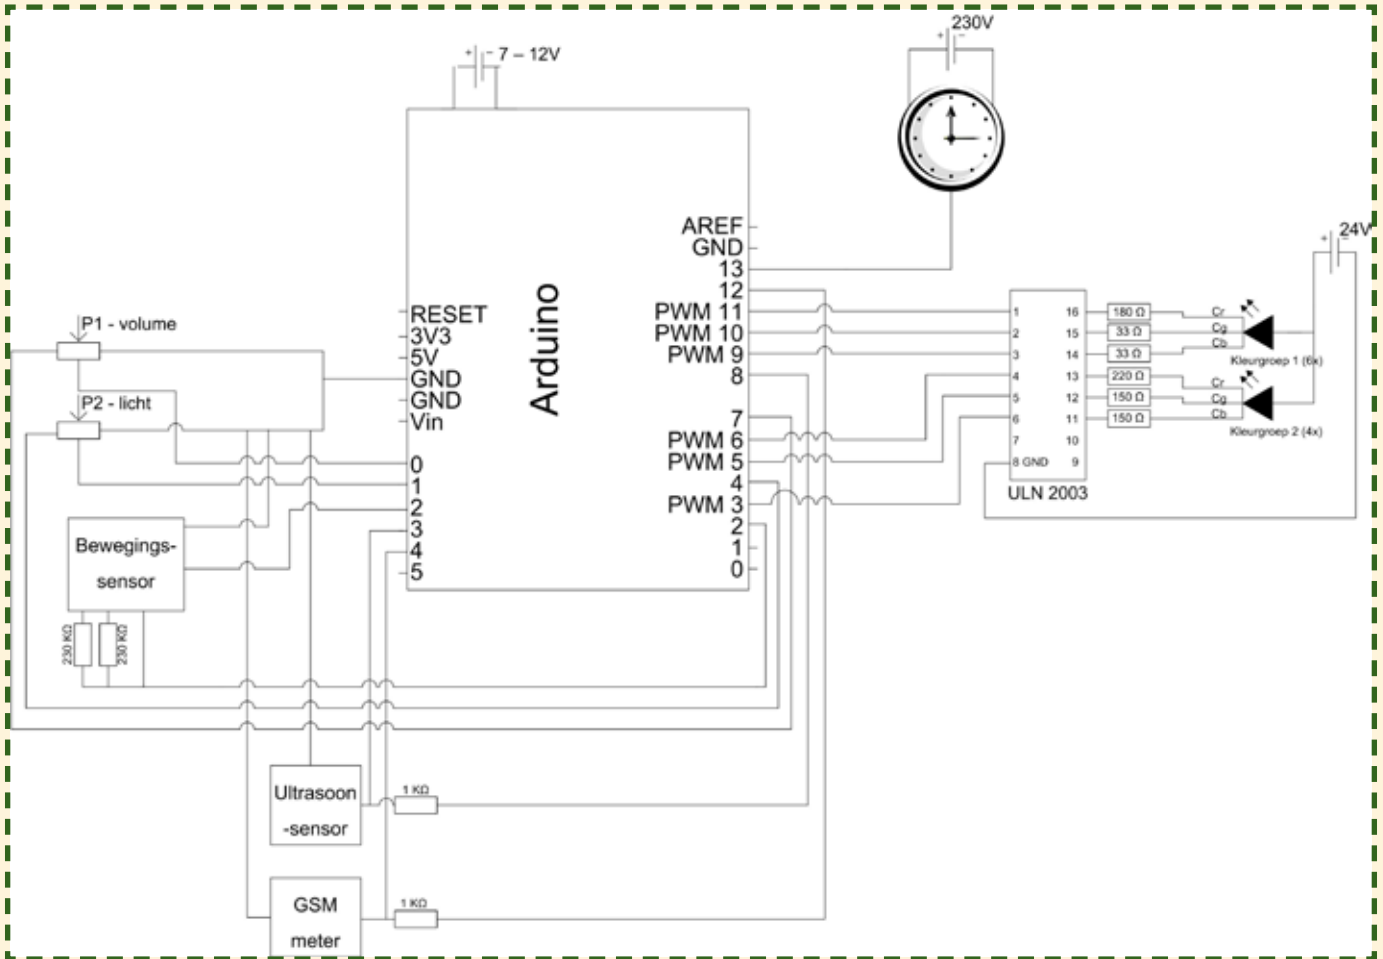 230V
+ −
+ − 7 – 12V
Arduino
AREF
GND
13
12
PWM 11
PWM 10
PWM 9
8
7
PWM 6
PWM 5
4
PWM 3
2
1
0
RESET
3V3
5V
GND
GND
Vin
0
1
2
3
4
5
P1 - volume
P2 - licht
Bewegings-
sensor
230 KΩ
230 KΩ
Ultrasoon
-sensor
1 KΩ
GSM
meter
1 KΩ
24V
+ −
1 16 180 Ω Cr
2 15 33 Ω Cg
3 14 33 Ω Cb
Kleurgroep 1 (6x)
4 13 220 Ω Cr
5 12 150 Ω Cg
6 11 150 Ω Cb
Kleurgroep 2 (4x)
7 10
8 GND 9
ULN 2003